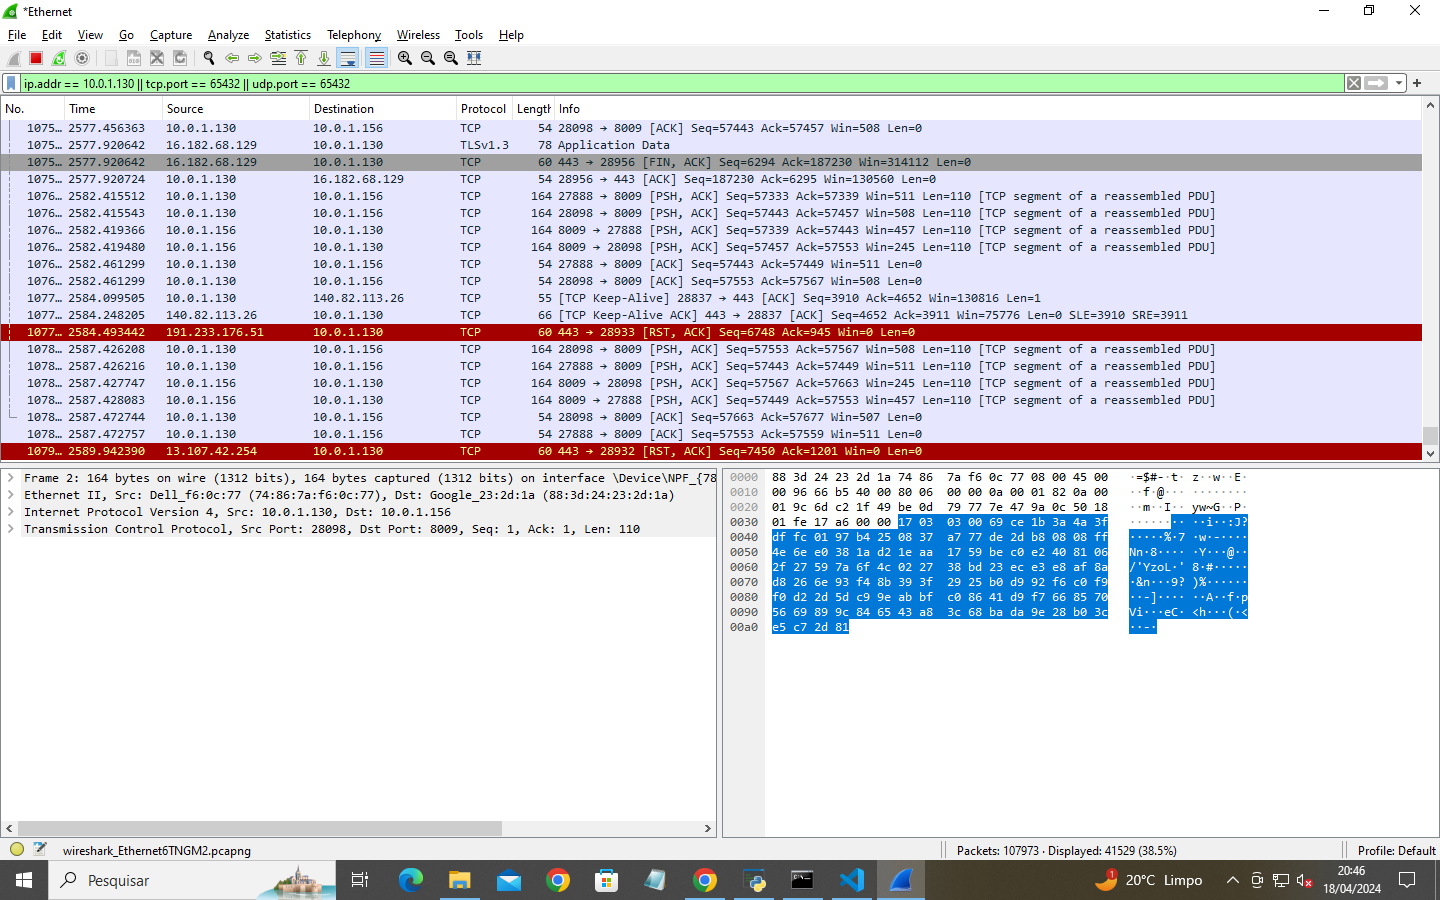 *Ethernet
File Edit View Go Capture Analyze Statistics Telephony Wireless Tools Help
ip.addr == 10.0.1.130 || tcp.port == 65432 || udp.port == 65432
No. Time Source Destination Protocol Length Info
1075… 2577.456363 10.0.1.130 10.0.1.156 TCP 54 28098 → 8009 [ACK] Seq=57443 Ack=57457 Win=508 Len=0
1075… 2577.920642 16.182.68.129 10.0.1.130 TLSv1.3 78 Application Data
1075… 2577.920642 16.182.68.129 10.0.1.130 TCP 60 443 → 28956 [FIN, ACK] Seq=6294 Ack=187230 Win=314112 Len=0
1075… 2577.920724 10.0.1.130 16.182.68.129 TCP 54 28956 → 443 [ACK] Seq=187230 Ack=6295 Win=130560 Len=0
1076… 2582.415512 10.0.1.130 10.0.1.156 TCP 164 27888 → 8009 [PSH, ACK] Seq=57333 Ack=57339 Win=511 Len=110 [TCP segment of a reassembled PDU]
1076… 2582.415543 10.0.1.130 10.0.1.156 TCP 164 28098 → 8009 [PSH, ACK] Seq=57443 Ack=57457 Win=508 Len=110 [TCP segment of a reassembled PDU]
1076… 2582.419366 10.0.1.156 10.0.1.130 TCP 164 8009 → 27888 [PSH, ACK] Seq=57339 Ack=57443 Win=457 Len=110 [TCP segment of a reassembled PDU]
1076… 2582.419480 10.0.1.156 10.0.1.130 TCP 164 8009 → 28098 [PSH, ACK] Seq=57457 Ack=57553 Win=245 Len=110 [TCP segment of a reassembled PDU]
1076… 2582.461299 10.0.1.130 10.0.1.156 TCP 54 27888 → 8009 [ACK] Seq=57443 Ack=57449 Win=511 Len=0
1076… 2582.461299 10.0.1.130 10.0.1.156 TCP 54 28098 → 8009 [ACK] Seq=57553 Ack=57567 Win=508 Len=0
1077… 2584.099505 10.0.1.130 140.82.113.26 TCP 55 [TCP Keep-Alive] 28837 → 443 [ACK] Seq=3910 Ack=4652 Win=130816 Len=1
1077… 2584.248205 140.82.113.26 10.0.1.130 TCP 66 [TCP Keep-Alive ACK] 443 → 28837 [ACK] Seq=4652 Ack=3911 Win=75776 Len=0 SLE=3910 SRE=3911
1077… 2584.493442 191.233.176.51 10.0.1.130 TCP 60 443 → 28933 [RST, ACK] Seq=6748 Ack=945 Win=0 Len=0
1078… 2587.426208 10.0.1.130 10.0.1.156 TCP 164 28098 → 8009 [PSH, ACK] Seq=57553 Ack=57567 Win=508 Len=110 [TCP segment of a reassembled PDU]
1078… 2587.426216 10.0.1.130 10.0.1.156 TCP 164 27888 → 8009 [PSH, ACK] Seq=57443 Ack=57449 Win=511 Len=110 [TCP segment of a reassembled PDU]
1078… 2587.427747 10.0.1.156 10.0.1.130 TCP 164 8009 → 28098 [PSH, ACK] Seq=57567 Ack=57663 Win=245 Len=110 [TCP segment of a reassembled PDU]
1078… 2587.428083 10.0.1.156 10.0.1.130 TCP 164 8009 → 27888 [PSH, ACK] Seq=57449 Ack=57553 Win=457 Len=110 [TCP segment of a reassembled PDU]
1078… 2587.472744 10.0.1.130 10.0.1.156 TCP 54 28098 → 8009 [ACK] Seq=57663 Ack=57677 Win=507 Len=0
1078… 2587.472757 10.0.1.130 10.0.1.156 TCP 54 27888 → 8009 [ACK] Seq=57553 Ack=57559 Win=511 Len=0
1079… 2589.942390 13.107.42.254 10.0.1.130 TCP 60 443 → 28932 [RST, ACK] Seq=7450 Ack=1201 Win=0 Len=0
Frame 2: 164 bytes on wire (1312 bits), 164 bytes captured (1312 bits) on interface \Device\NPF_{78
Ethernet II, Src: Dell_f6:0c:77 (74:86:7a:f6:0c:77), Dst: Google_23:2d:1a (88:3d:24:23:2d:1a)
Internet Protocol Version 4, Src: 10.0.1.130, Dst: 10.0.1.156
Transmission Control Protocol, Src Port: 28098, Dst Port: 8009, Seq: 1, Ack: 1, Len: 110
0000 88 3d 24 23 2d 1a 74 86 7a f6 0c 77 08 00 45 00 ·=$#-·t· z··w··E·
0010 00 96 66 b5 40 00 80 06 00 00 0a 00 01 82 0a 00 ··f·@··· ········
0020 01 9c 6d c2 1f 49 be 0d 79 77 7e 47 9a 0c 50 18 ··m··I·· yw~G··P·
0030 01 fe 17 a6 00 00 17 03 03 00 69 ce 1b 3a 4a 3f ········ ··i··:J?
0040 df fc 01 97 b4 25 08 37 a7 77 de 2d b8 08 08 ff ·····%·7 ·w·-····
0050 4e 6e e0 38 1a d2 1e aa 17 59 be c0 e2 40 81 06 Nn·8···· ·Y···@··
0060 2f 27 59 7a 6f 4c 02 27 38 bd 23 ec e3 e8 af 8a /'YzoL·' 8·#·····
0070 d8 26 6e 93 f4 8b 39 3f 29 25 b0 d9 92 f6 c0 f9 ·&n···9? )%······
0080 f0 d2 2d 5d c9 9e ab bf c0 86 41 d9 f7 66 85 70 ··-]···· ··A··f·p
0090 56 69 89 9c 84 65 43 a8 3c 68 ba da 9e 28 b0 3c Vi···eC· <h···(·<
00a0 e5 c7 2d 81 ··-·
wireshark_Ethernet6TNGM2.pcapng
Packets: 107973 · Displayed: 41529 (38.5%)
Profile: Default
Pesquisar
1
20°C Limpo
20:46
18/04/2024